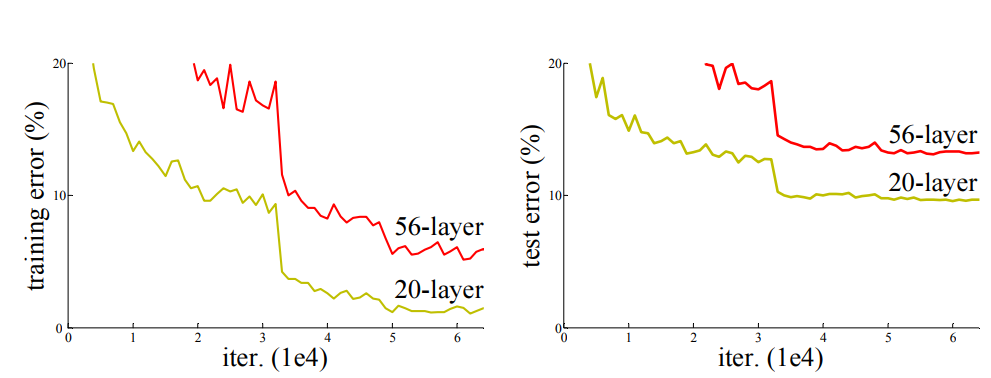 20
10
0
training error (%)
56-layer
20-layer
0 1 2 3 4 5 6
iter. (1e4)
20
10
0
test error (%)
56-layer
20-layer
0 1 2 3 4 5 6
iter. (1e4)